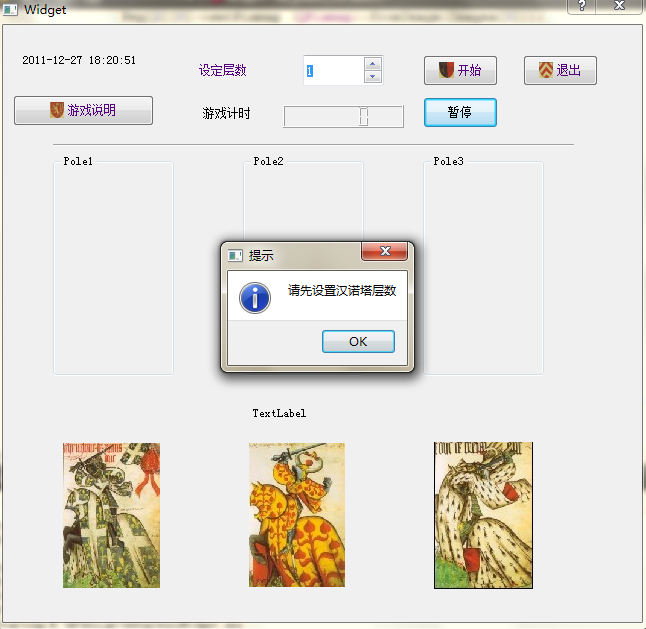 Widget
2011-12-27 18:20:51
设定层数
1
开始
退出
游戏说明
游戏计时
暂停
Pole1
Pole2
Pole3
提示
请先设置汉诺塔层数
OK
TextLabel